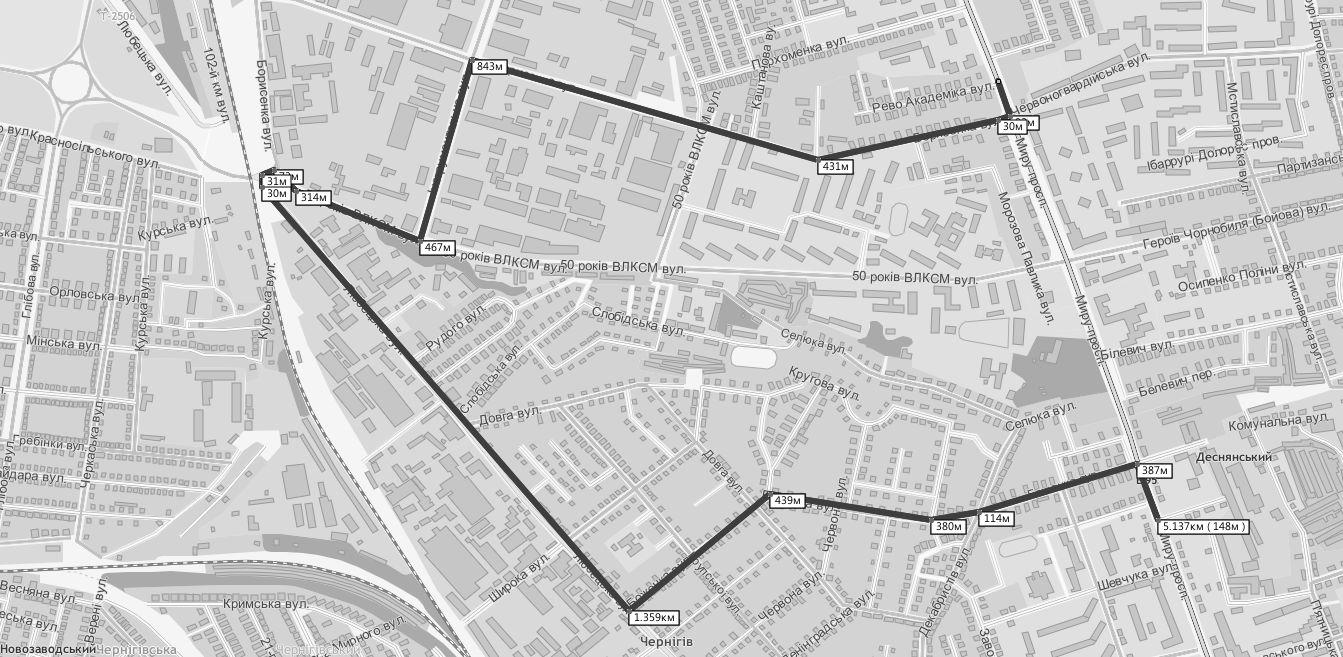 Т-2506
Любецька вул.
102-й км вул.
Борисенка вул.
843м
Пархоменка вул.
Каштанова вул.
50 років ВЛКСМ вул.
Рево Академіка вул.
Червоногвардійська вул.
30м
431м
Миру просп.
Мстиславська вул.
Ібаррурі Долорес пров.
Партизанська
Красносільського вул.
31м
30м
314м
467м
Курська вул.
Глібова вул.
Орловська вул.
Курська вул.
Курська вул.
Мінська вул.
50 років ВЛКСМ вул.
50 років ВЛКСМ вул.
Морозова Павлика вул.
Героїв Чорнобиля (Бойова) вул.
Осипенко Поліни вул.
Рудого вул.
Слобідська вул.
Слобідська вул.
Селюка вул.
Крутова вул.
Миру просп.
Білевич вул.
Белевич пер.
Довга вул.
Довга вул.
Селюка вул.
Комунальна вул.
Деснянський
Гребінки вул.
Черкаська вул.
387м
439м
380м
114м
5.137км ( 148м )
Червона вул.
Широка вул.
Декабристів вул.
Шевчука вул.
Миру просп.
1.359км
Чернігів
Весняна вул.
Кримська вул.
Мирного вул.
Новозаводський
Чернігівська